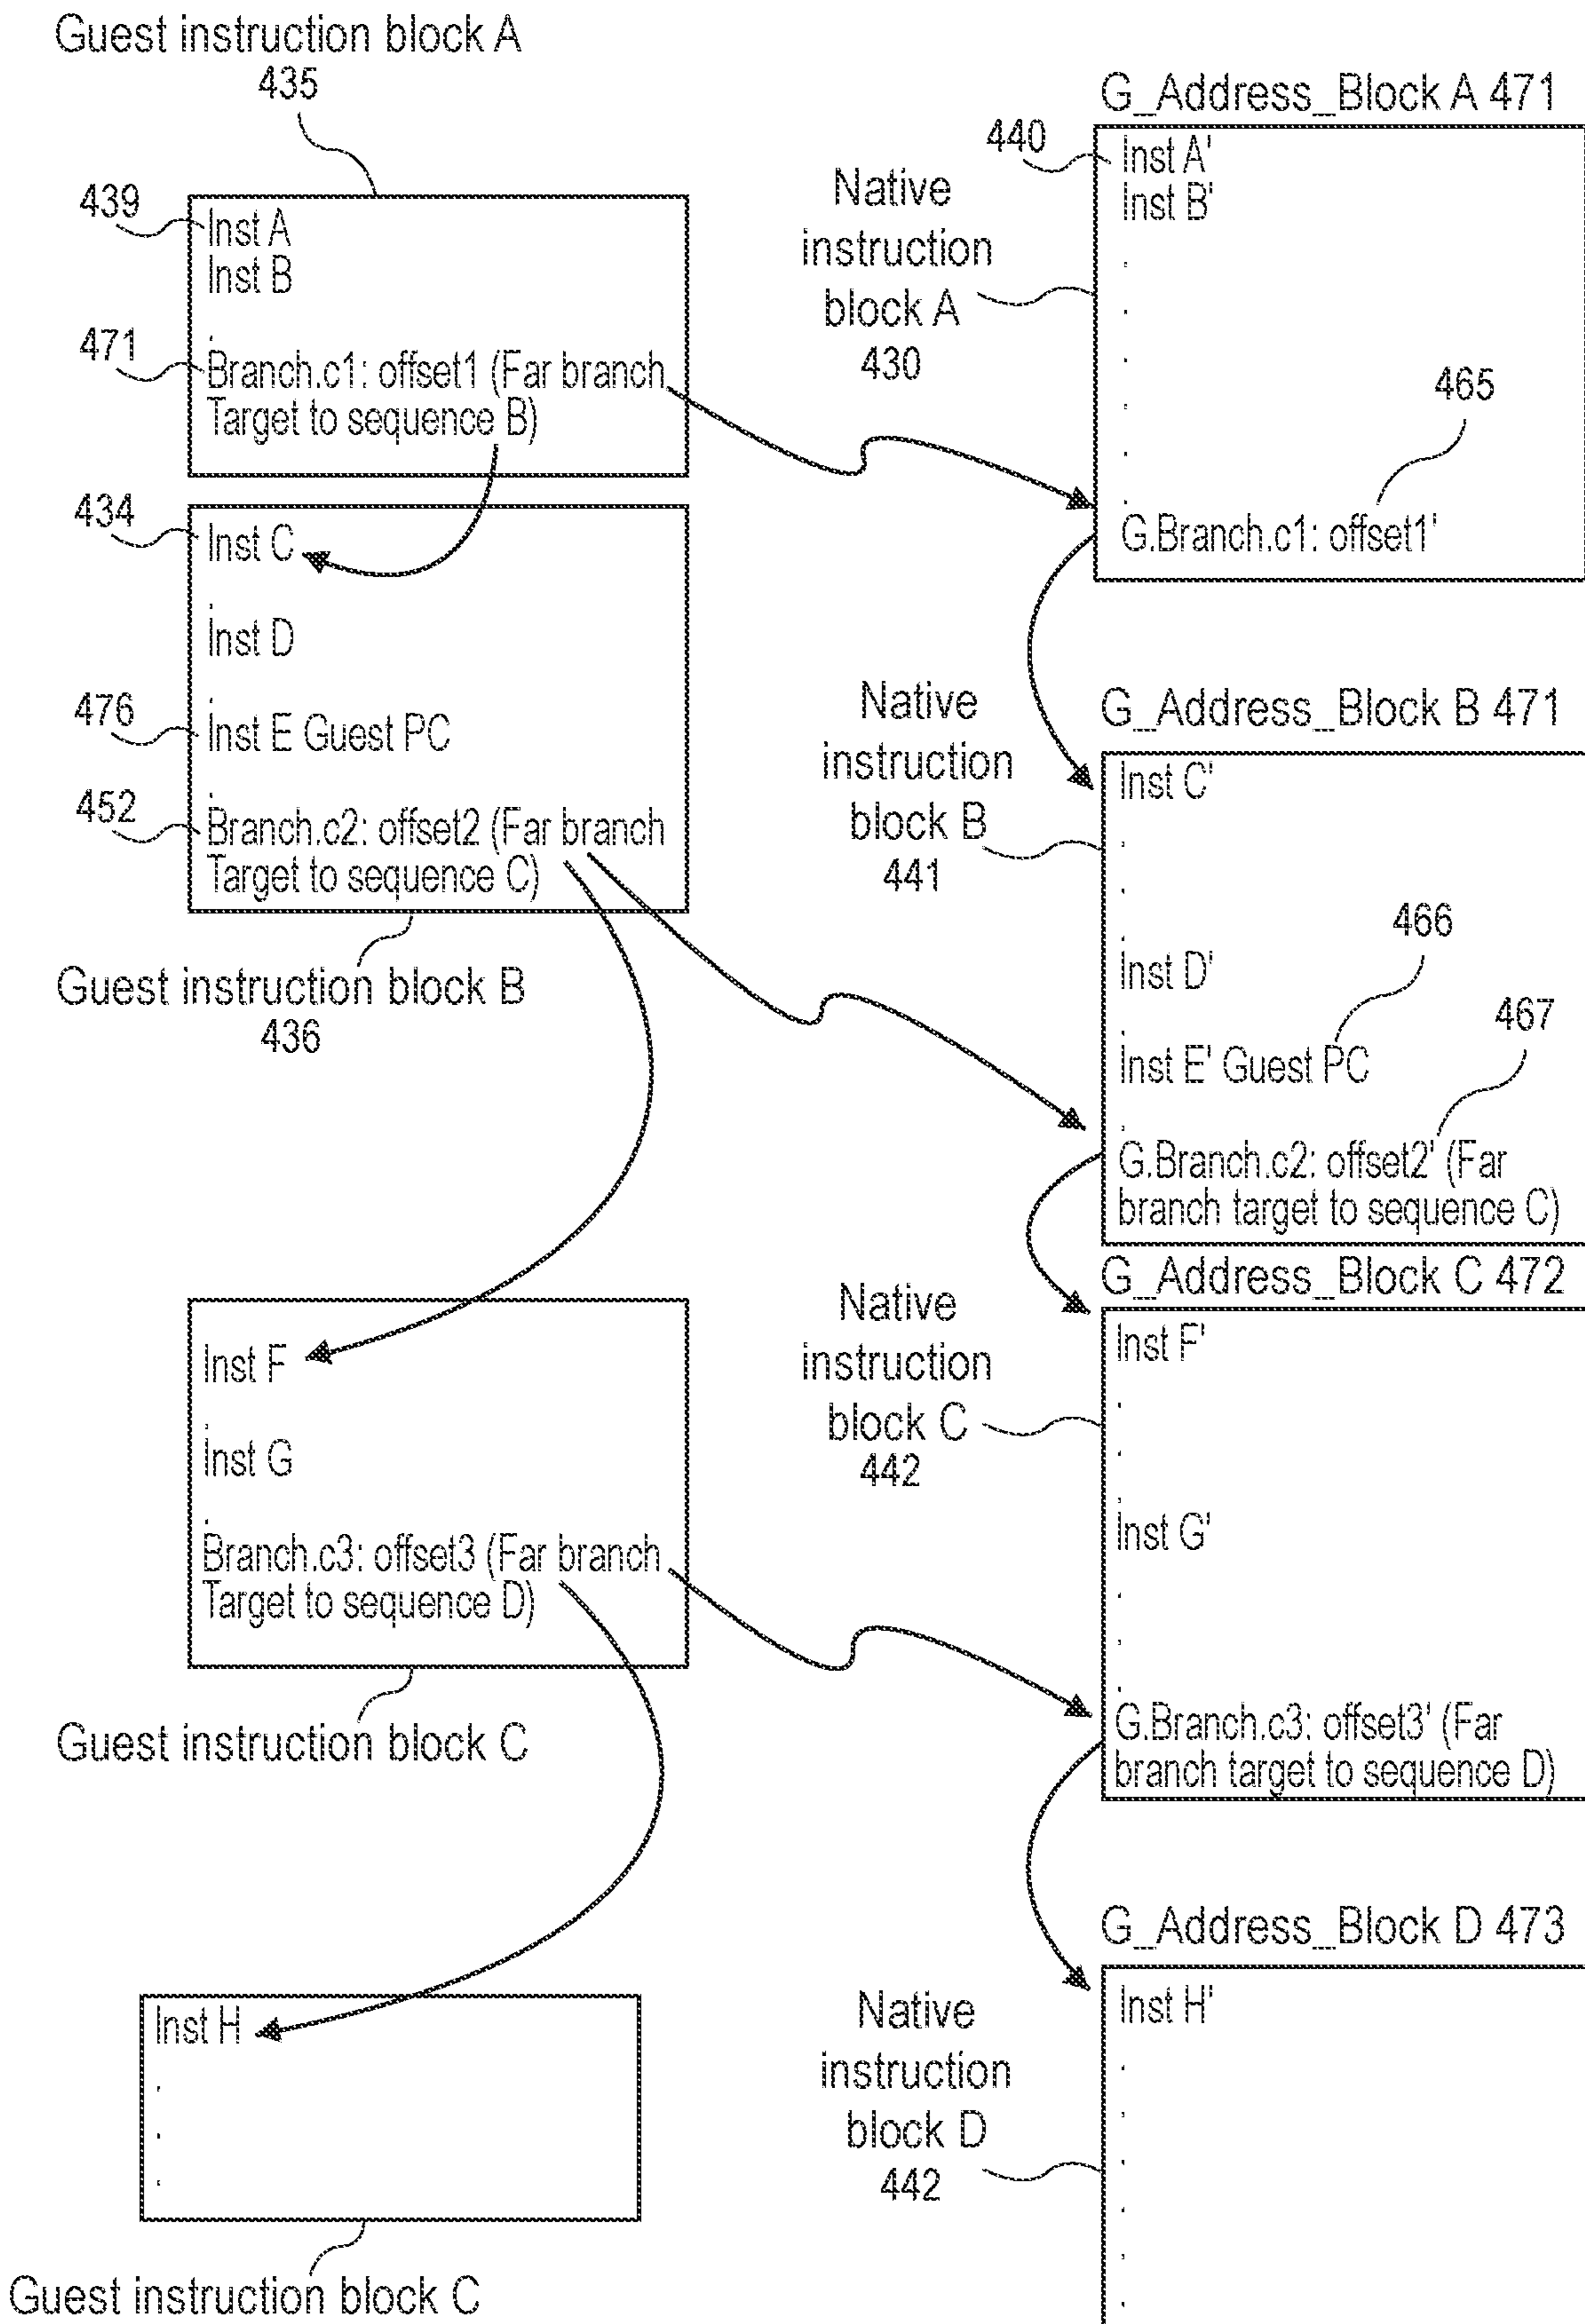 Guest instruction block A
435
439
Inst A
Inst B
.
471
Branch.c1: offset1 (Far branch
Target to sequence B)
434
Inst C
.
Inst D
.
476
Inst E Guest PC
.
452
Branch.c2: offset2 (Far branch
Target to sequence C)
Guest instruction block B
436
Inst F
.
Inst G
.
Branch.c3: offset3 (Far branch
Target to sequence D)
Guest instruction block C
Inst H
.
.
.
Guest instruction block C
G_Address_Block A 471
440
Inst A'
Inst B'
Native
instruction
block A
430
.
.
.
.
.
.
465
G.Branch.c1: offset1'
G_Address_Block B 471
Native
instruction
block B
441
Inst C'
.
.
.
Inst D'
466
.
Inst E' Guest PC
467
.
G.Branch.c2: offset2' (Far
branch target to sequence C)
G_Address_Block C 472
Native
instruction
block C
442
Inst F'
.
.
.
Inst G'
.
.
.
G.Branch.c3: offset3' (Far
branch target to sequence D)
G_Address_Block D 473
Native
instruction
block D
442
Inst H'
.
.
.
.
.
.